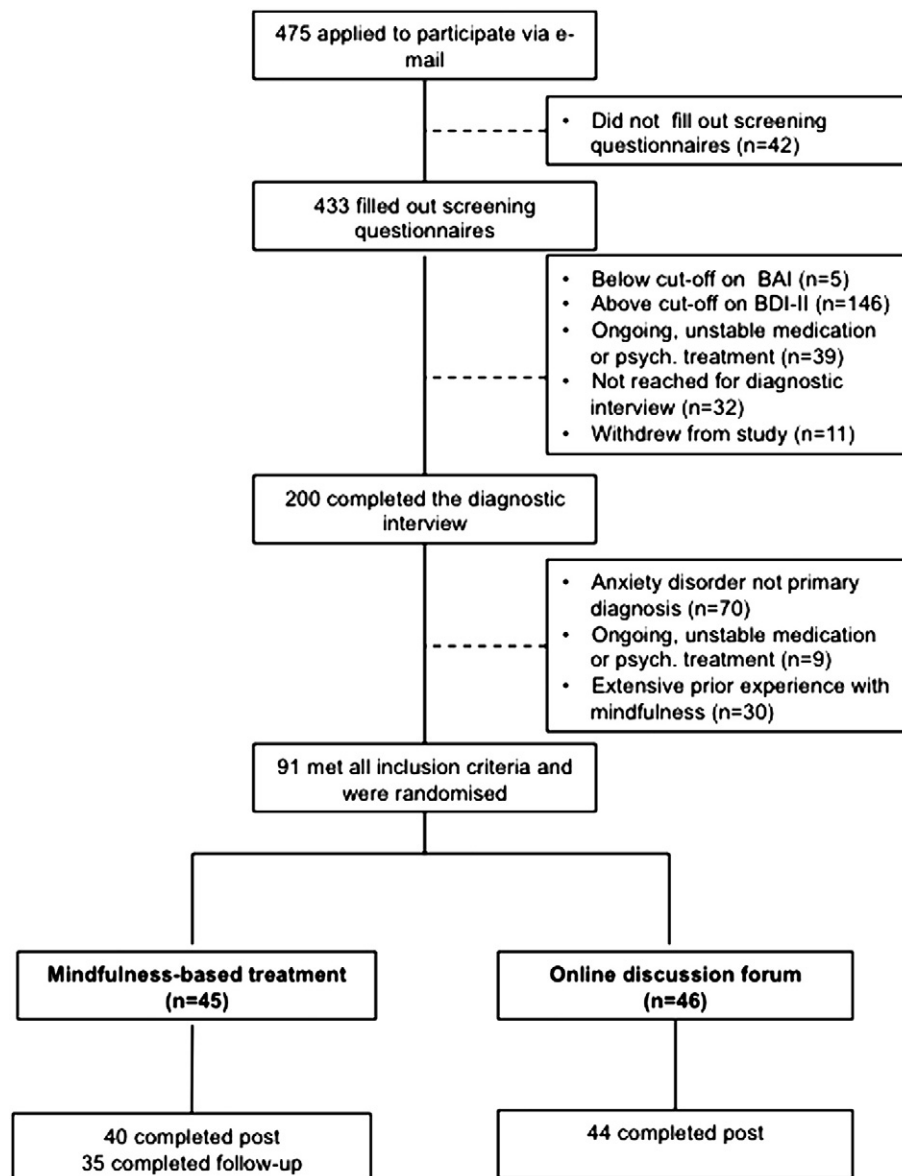 475 applied to participate via e-
mail
• Did not fill out screening
questionnaires (n=42)
433 filled out screening
questionnaires
• Below cut-off on BAI (n=5)
• Above cut-off on BDI-II (n=146)
• Ongoing, unstable medication
or psych. treatment (n=39)
• Not reached for diagnostic
interview (n=32)
• Withdrew from study (n=11)
200 completed the diagnostic
interview
• Anxiety disorder not primary
diagnosis (n=70)
• Ongoing, unstable medication
or psych. treatment (n=9)
• Extensive prior experience with
mindfulness (n=30)
91 met all inclusion criteria and
were randomised
Mindfulness-based treatment
(n=45)
Online discussion forum
(n=46)
40 completed post
35 completed follow-up
44 completed post